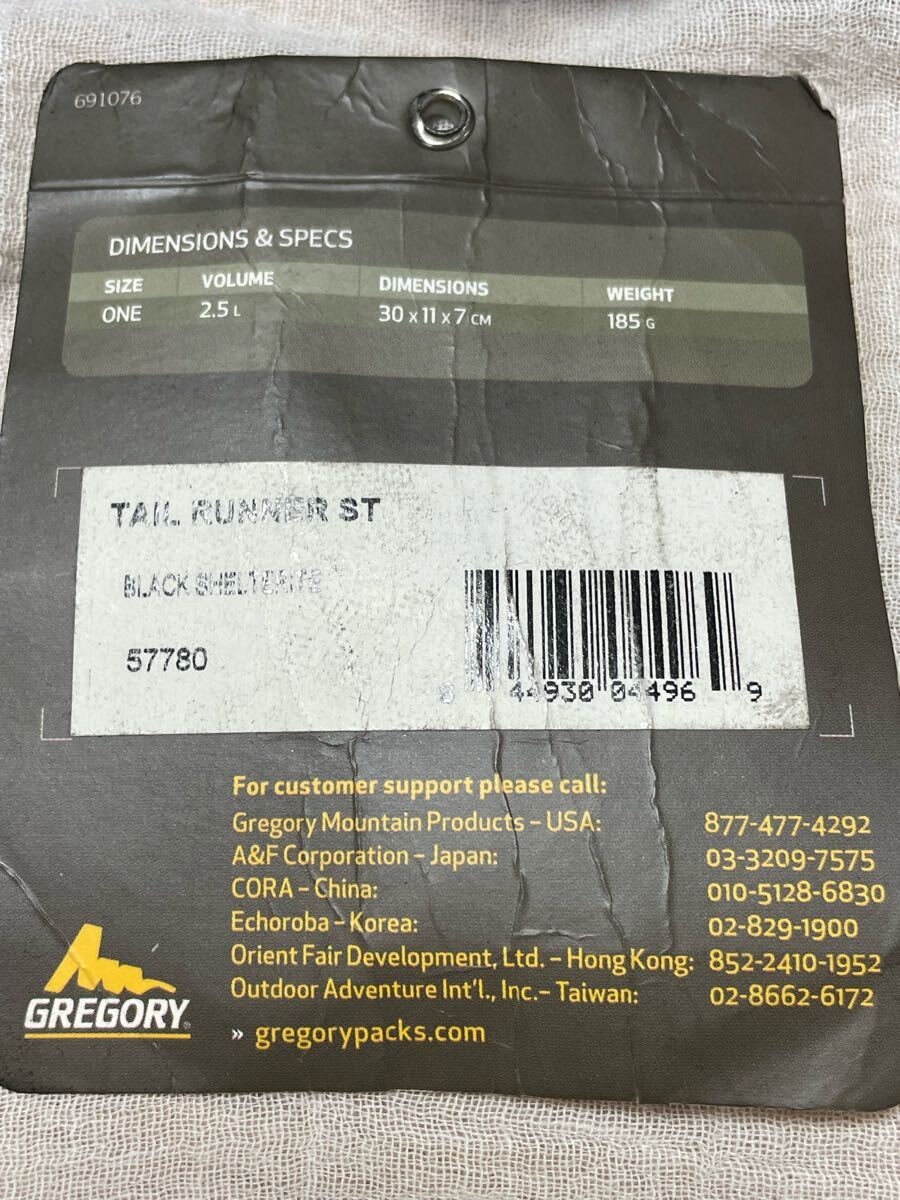 691076
DIMENSIONS & SPECS
SIZE VOLUME DIMENSIONS WEIGHT
ONE 2.5 L 30 x 11 x 7 CM 185 G
TAIL RUNNER ST
BLACK SHELTERITE
57780
8 44930 04496 9
For customer support please call:
Gregory Mountain Products – USA: 877-477-4292
A&F Corporation – Japan: 03-3209-7575
CORA – China: 010-5128-6830
Echoroba – Korea: 02-829-1900
Orient Fair Development, Ltd. – Hong Kong: 852-2410-1952
Outdoor Adventure Int'l., Inc. – Taiwan: 02-8662-6172
GREGORY®
» gregorypacks.com